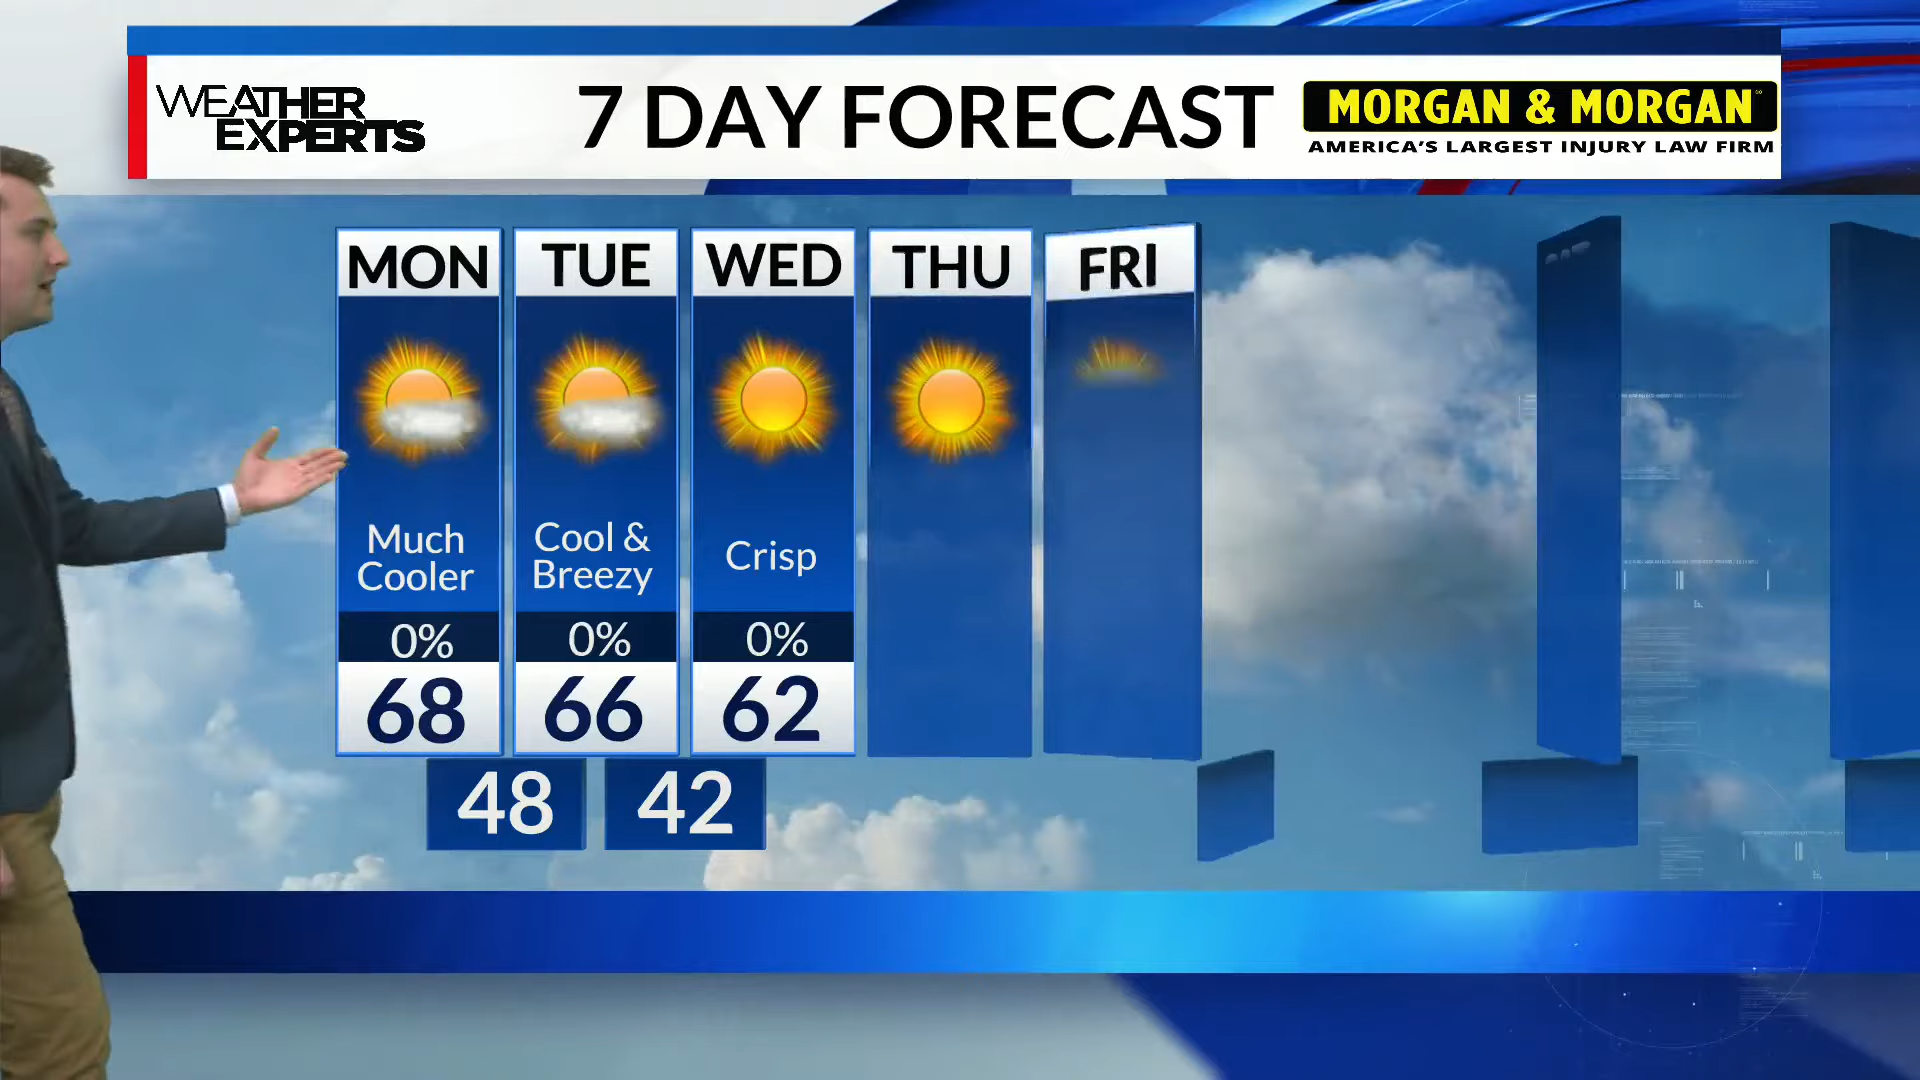 WEATHER
EXPERTS
7 DAY FORECAST
MORGAN & MORGAN
AMERICA'S LARGEST INJURY LAW FIRM
MON
TUE
WED
THU
FRI
Much
Cooler
Cool &
Breezy
Crisp
0%
0%
0%
68
66
62
48
42